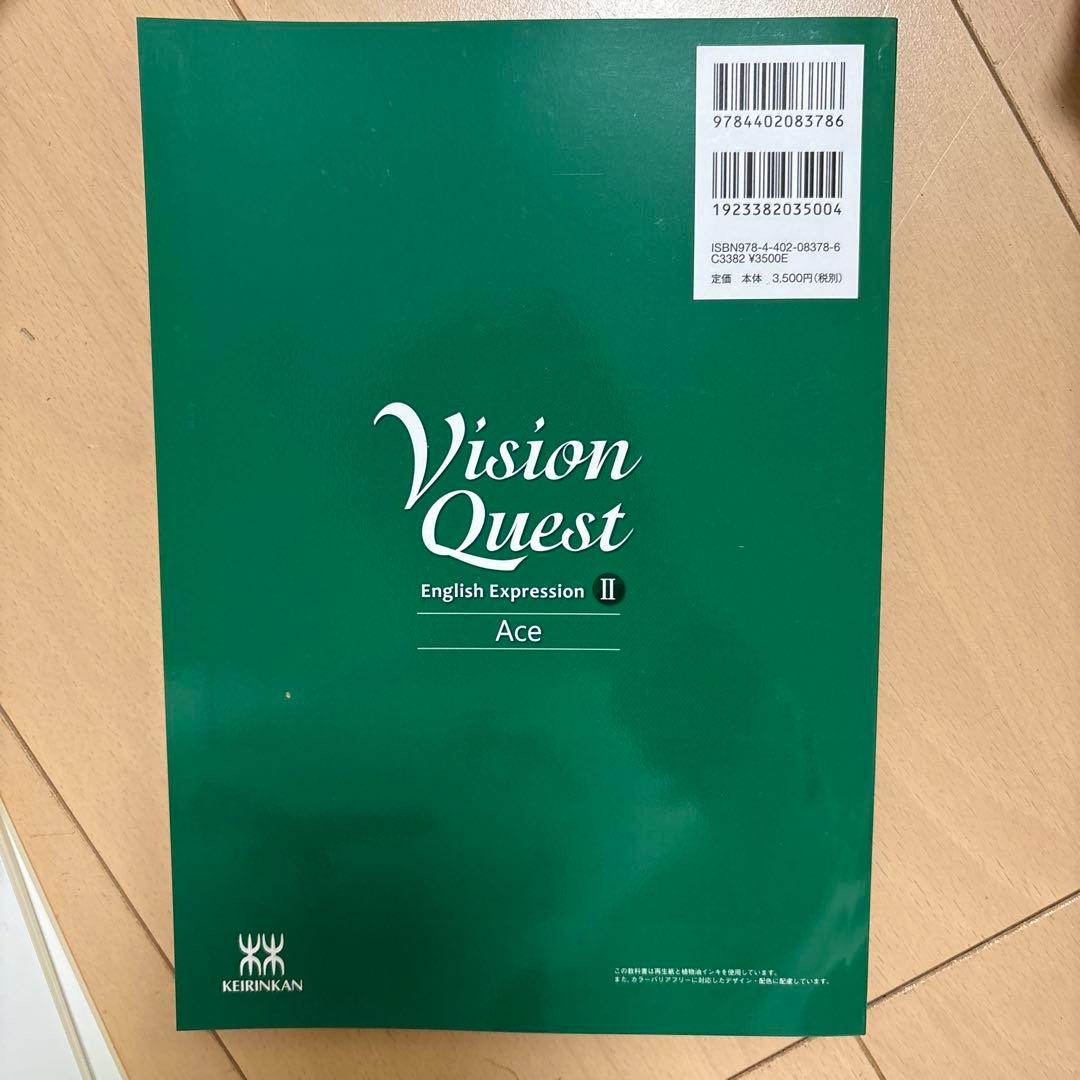 9784402083786
1923382035004
ISBN978-4-402-08378-6
C3382 ¥3500E
定価 本体 3,500円(税別)
Vision
Quest
English Expression II
Ace
KEIRINKAN
この教科書は再生紙と植物油インキを使用しています。
また、カラーバリアフリーに対応したデザイン・配色に配慮しています。